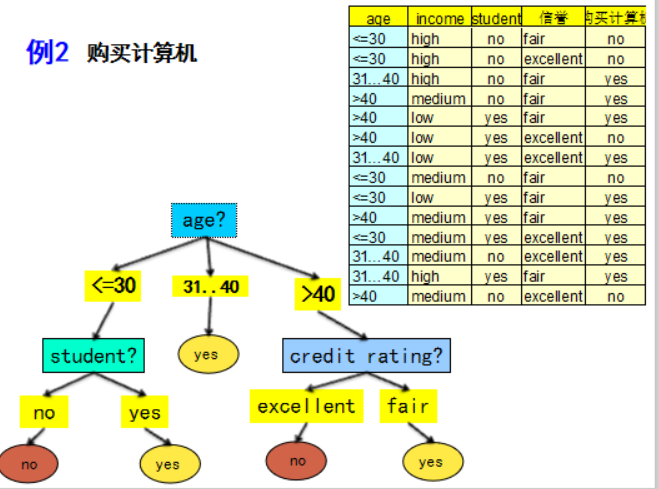 例2 购买计算机
age income student 信誉 购买计算机
<=30 high no fair no
<=30 high no excellent no
31…40 high no fair yes
>40 medium no fair yes
>40 low yes fair yes
>40 low yes excellent no
31…40 low yes excellent yes
<=30 medium no fair no
<=30 low yes fair yes
>40 medium yes fair yes
<=30 medium yes excellent yes
31…40 medium no excellent yes
31…40 high yes fair yes
>40 medium no excellent no
age?
<=30 31..40 >40
student? yes credit rating?
no yes excellent fair
no yes no yes